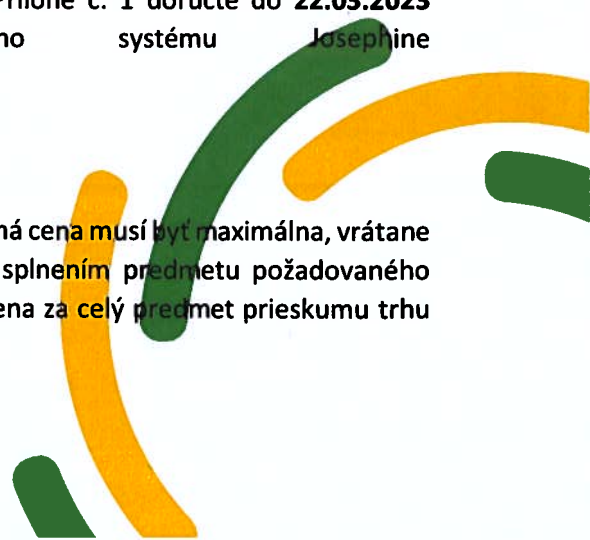 Prílohe č. 1 doručte do 22.03.2023
ho systému Josephine
ná cena musí byť maximálna, vrátane
splnením predmetu požadovaného
ena za celý predmet prieskumu trhu